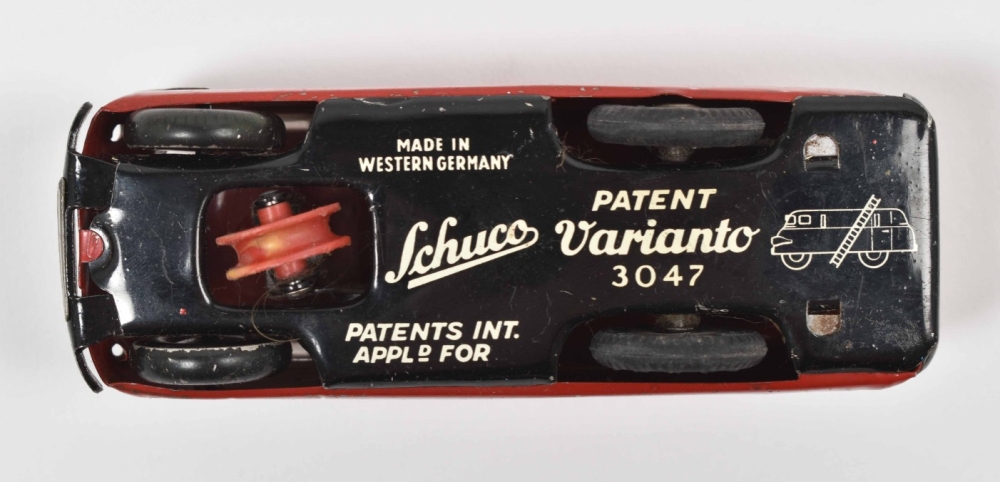 MADE IN
WESTERN GERMANY
Schuco
PATENTS INT.
APPLD FOR
PATENT
Varianto
3047